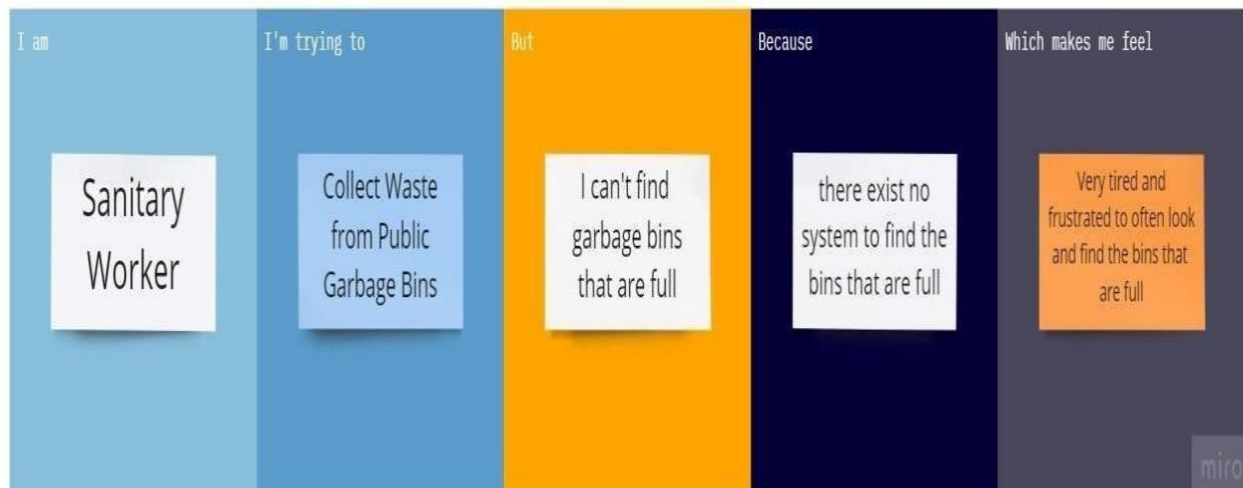 I am
Sanitary
Worker
I'm trying to
Collect Waste
from Public
Garbage Bins
But
I can't find
garbage bins
that are full
Because
there exist no
system to find the
bins that are full
Which makes me feel
Very tired and
frustrated to often look
and find the bins that
are full
miro